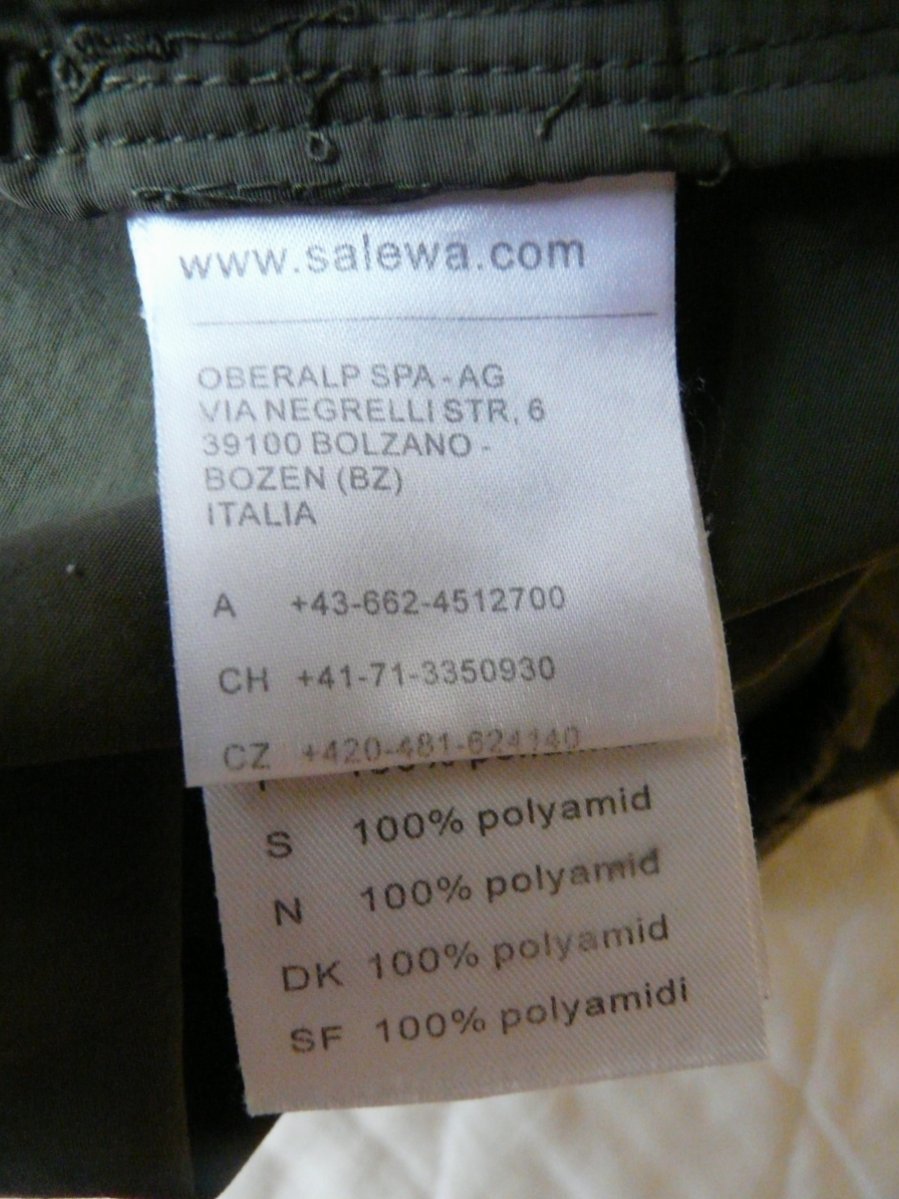 www.salewa.com
OBERALP SPA - AG
VIA NEGRELLI STR, 6
39100 BOLZANO -
BOZEN (BZ)
ITALIA
A +43-662-4512700
CH +41-71-3350930
CZ +420-481-624140
S 100% polyamid
N 100% polyamid
DK 100% polyamid
SF 100% polyamidi